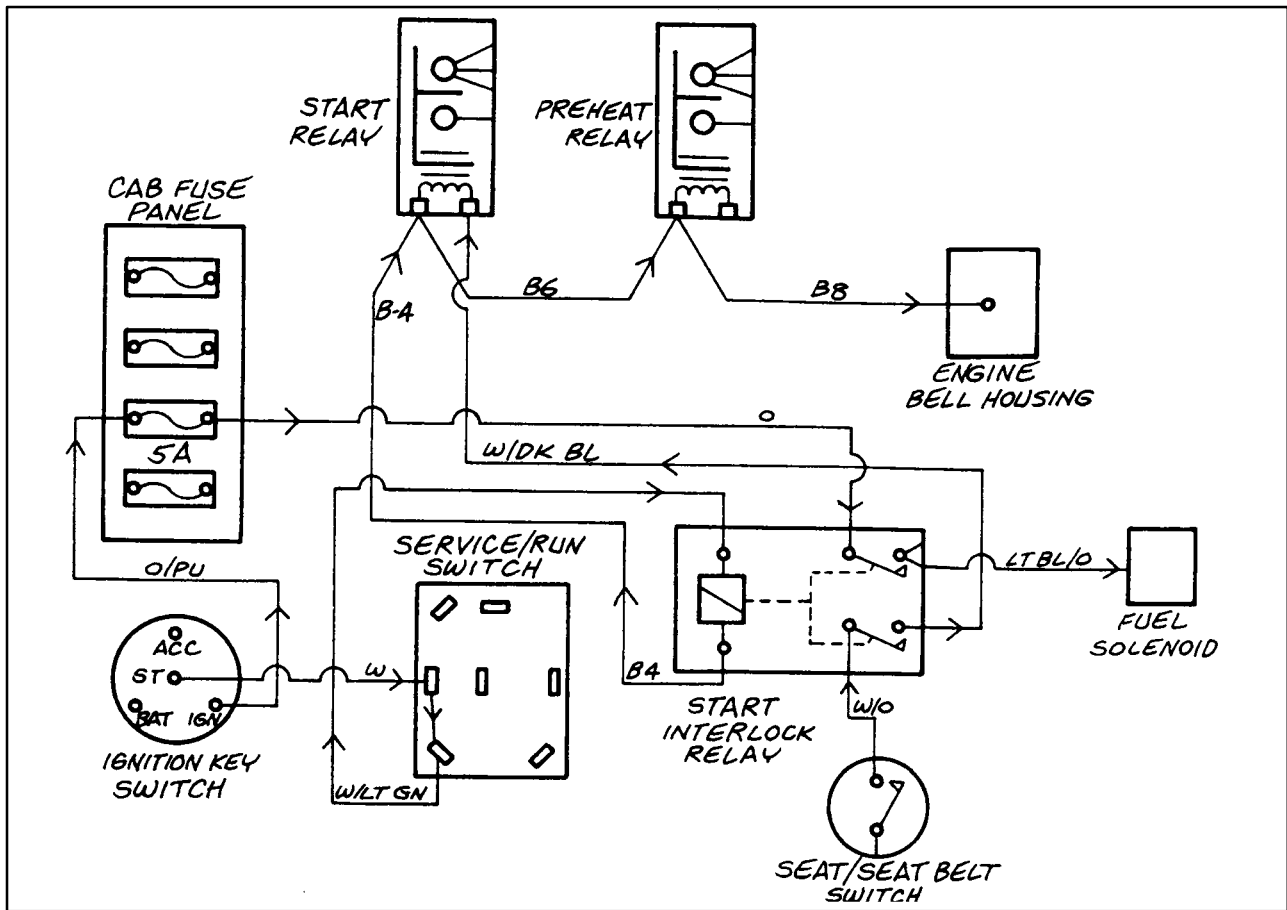 START
RELAY
PREHEAT
RELAY
CAB FUSE
PANEL
B-4
B6
B8
ENGINE
BELL HOUSING
5A
O
W/DK BL
O/PU
SERVICE/RUN
SWITCH
LT BL/O
FUEL
SOLENOID
ACC
ST
BAT
IGN
W
B4
IGNITION KEY
SWITCH
W/LT GN
START
INTERLOCK
RELAY
W/O
SEAT/SEAT BELT
SWITCH